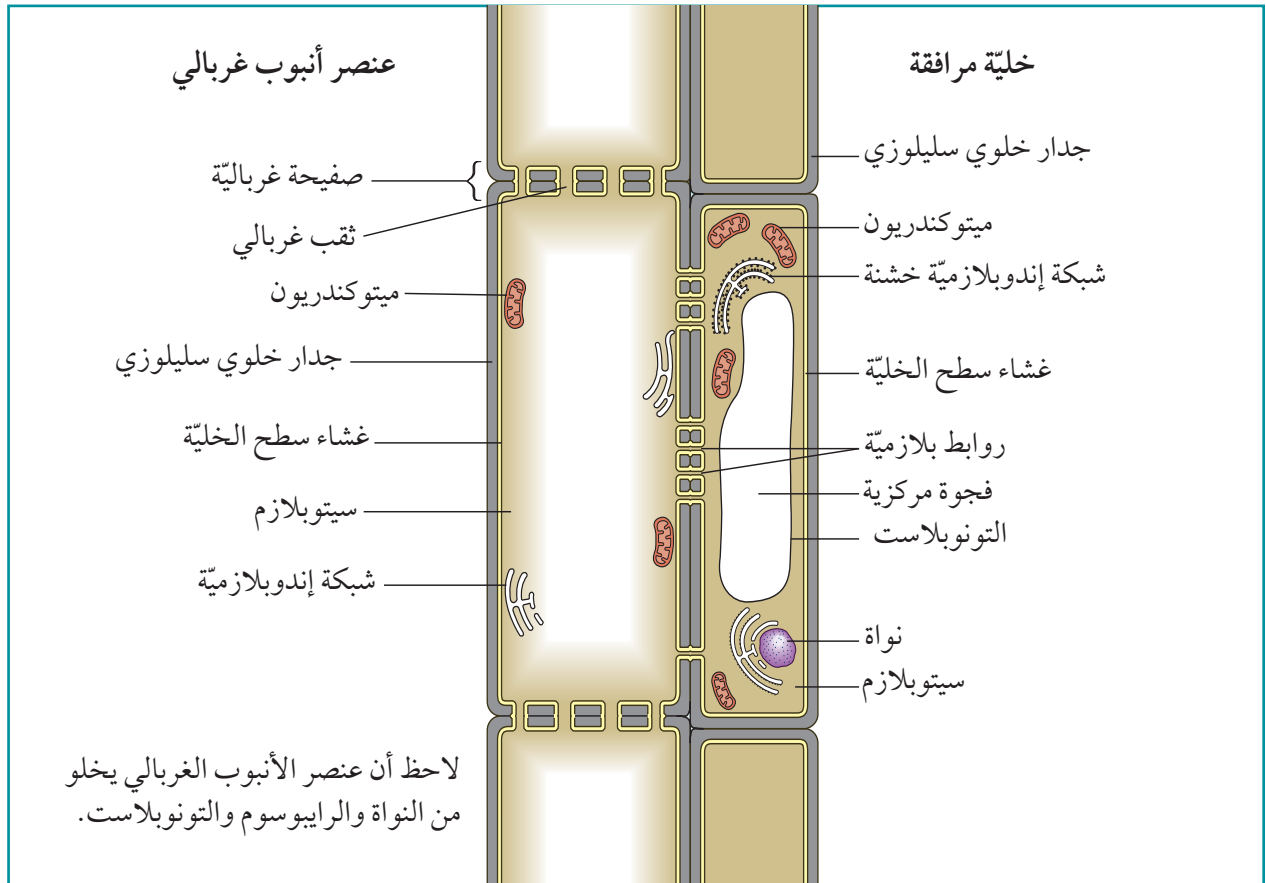 خليّة مرافقة
جدار خلوي سليلوزي
ميتوكندريون
شبكة إندوبلازميّة خشنة
غشاء سطح الخليّة
روابط بلازميّة
فجوة مركزية
التونوبلاست
نواة
سيتوبلازم
عنصر أنبوب غربالي
صفيحة غرباليّة
ثقب غربالي
ميتوكندريون
جدار خلوي سليلوزي
غشاء سطح الخليّة
سيتوبلازم
شبكة إندوبلازميّة
لاحظ أن عنصر الأنبوب الغربالي يخلو
من النواة والرايبوسوم والتونوبلاست.